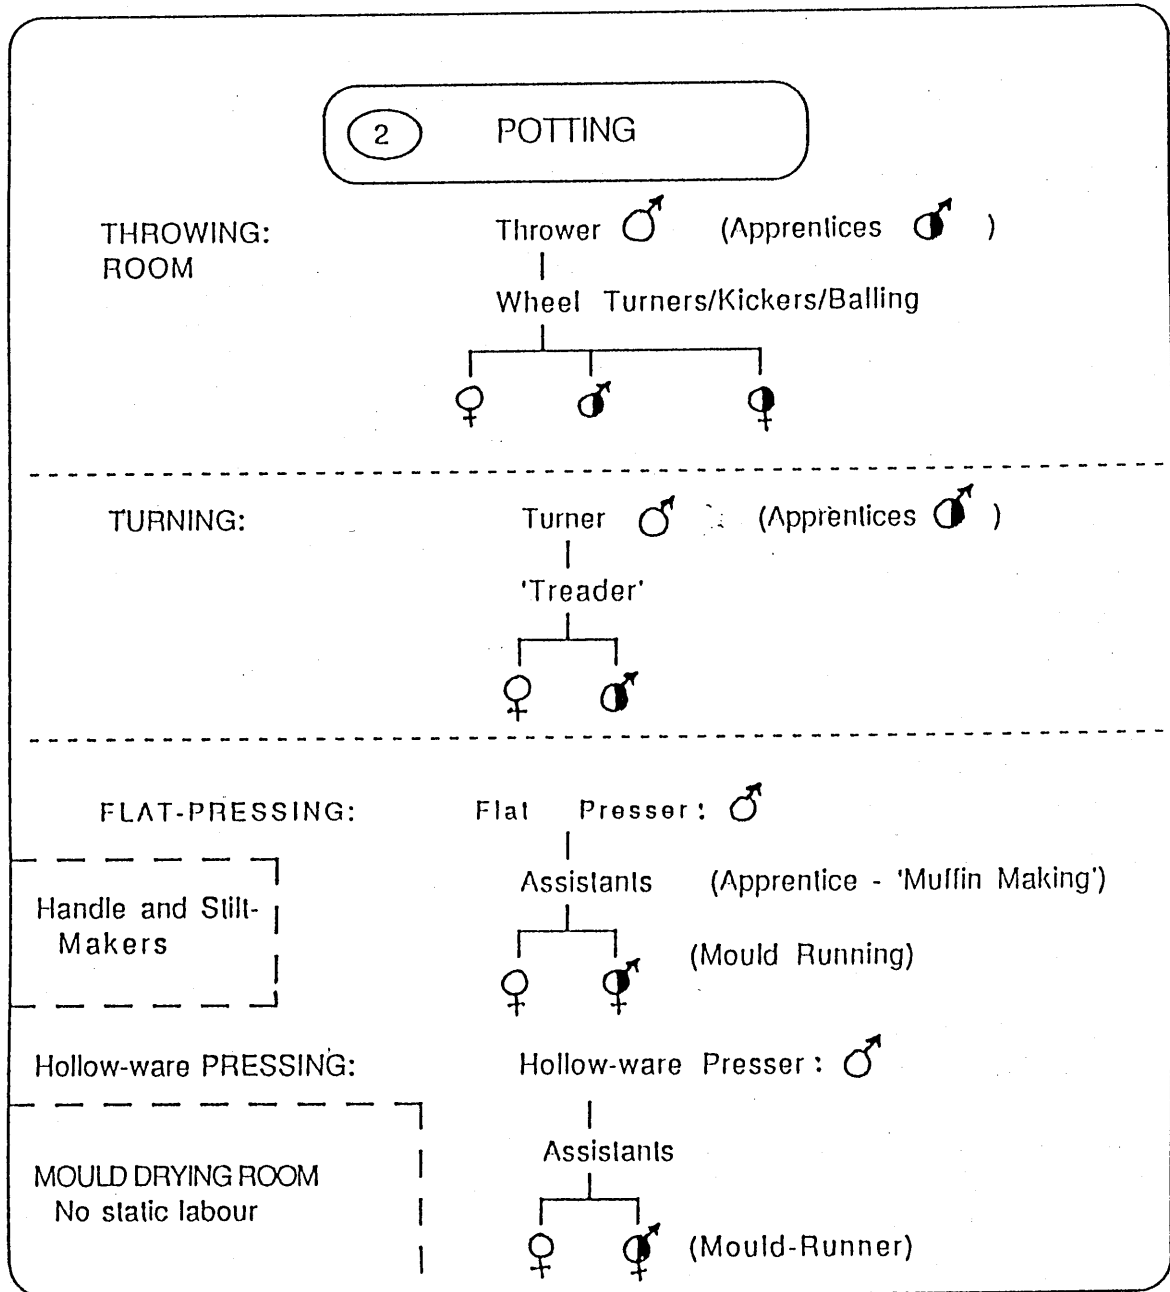 2 POTTING
THROWING: Thrower (Apprentices )
ROOM
Wheel Turners/Kickers/Balling
TURNING: Turner (Apprentices )
'Treader'
FLAT-PRESSING: Flat Presser:
Assistants (Apprentice - 'Muffin Making')
Handle and Stilt-
Makers
(Mould Running)
Hollow-ware PRESSING: Hollow-ware Presser:
Assistants
MOULD DRYING ROOM
No static labour
(Mould-Runner)